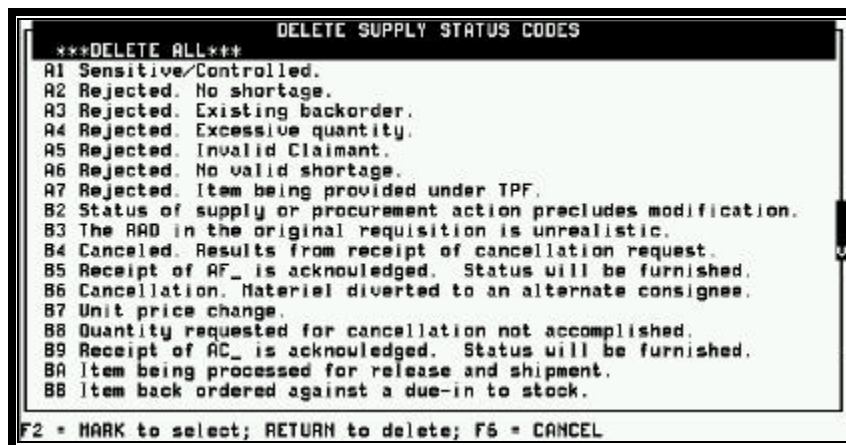 DELETE SUPPLY STATUS CODES
***DELETE ALL***
A1 Sensitive/Controlled.
A2 Rejected. No shortage.
A3 Rejected. Existing backorder.
A4 Rejected. Excessive quantity.
A5 Rejected. Invalid Claimant.
A6 Rejected. No valid shortage.
A7 Rejected. Item being provided under TPF.
B2 Status of supply or procurement action precludes modification.
B3 The RAD in the original requisition is unrealistic.
B4 Canceled. Results from receipt of cancellation request.
B5 Receipt of AF_ is acknowledged. Status will be furnished.
B6 Cancellation. Materiel diverted to an alternate consignee.
B7 Unit price change.
B8 Quantity requested for cancellation not accomplished.
B9 Receipt of AC_ is acknowledged. Status will be furnished.
BA Item being processed for release and shipment.
BB Item back ordered against a due-in to stock.
F2 = MARK to select; RETURN to delete; F6 = CANCEL